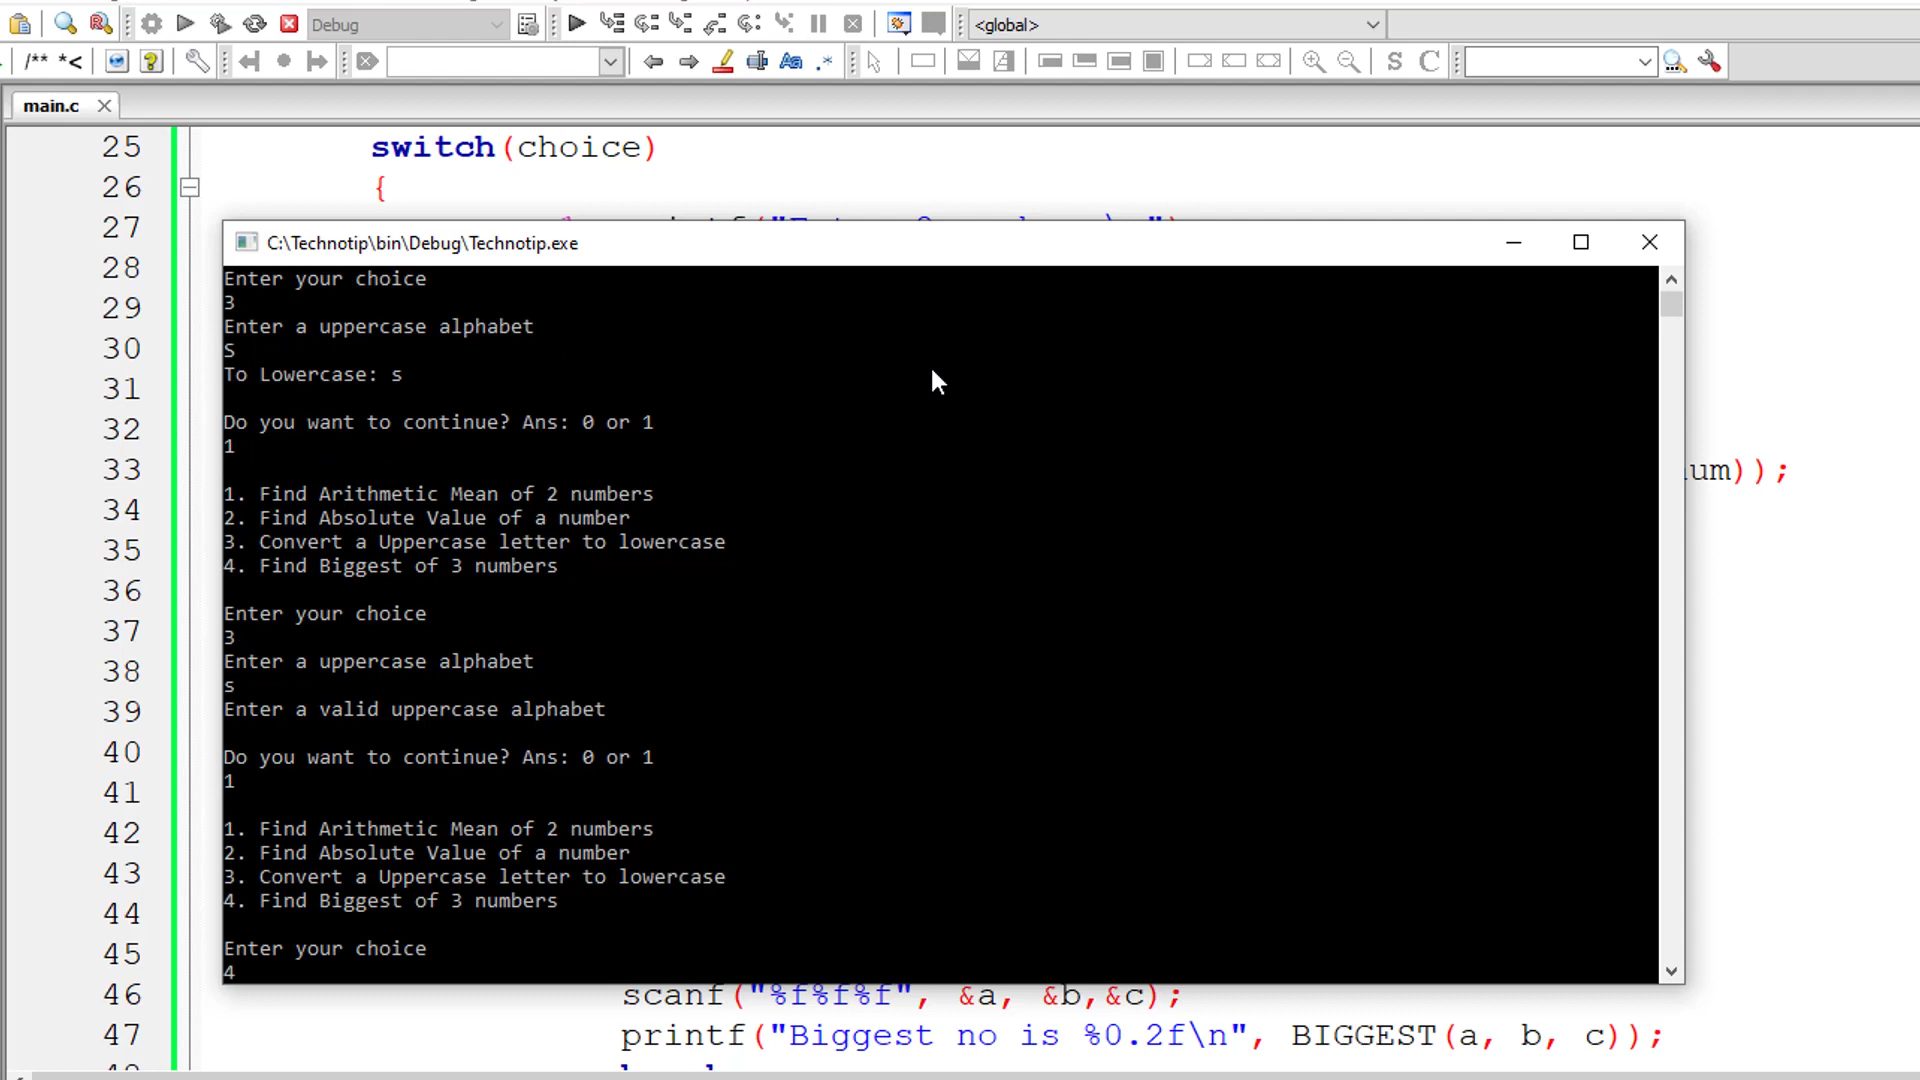 Debug
<global>
/** *<
.*
S C
main.c
25 switch(choice)
26 {
27
C:\Technotip\bin\Debug\Technotip.exe
28
29
30
31
32
33 num));
34
35
36
37
38
39
40
41
42
43
44
45
Enter your choice
3
Enter a uppercase alphabet
S
To Lowercase: s
Do you want to continue? Ans: 0 or 1
1
1. Find Arithmetic Mean of 2 numbers
2. Find Absolute Value of a number
3. Convert a Uppercase letter to lowercase
4. Find Biggest of 3 numbers
Enter your choice
3
Enter a uppercase alphabet
s
Enter a valid uppercase alphabet
Do you want to continue? Ans: 0 or 1
1
1. Find Arithmetic Mean of 2 numbers
2. Find Absolute Value of a number
3. Convert a Uppercase letter to lowercase
4. Find Biggest of 3 numbers
Enter your choice
4
46 scanf("%f%f%f", &a, &b,&c);
47 printf("Biggest no is %0.2f\n", BIGGEST(a, b, c));